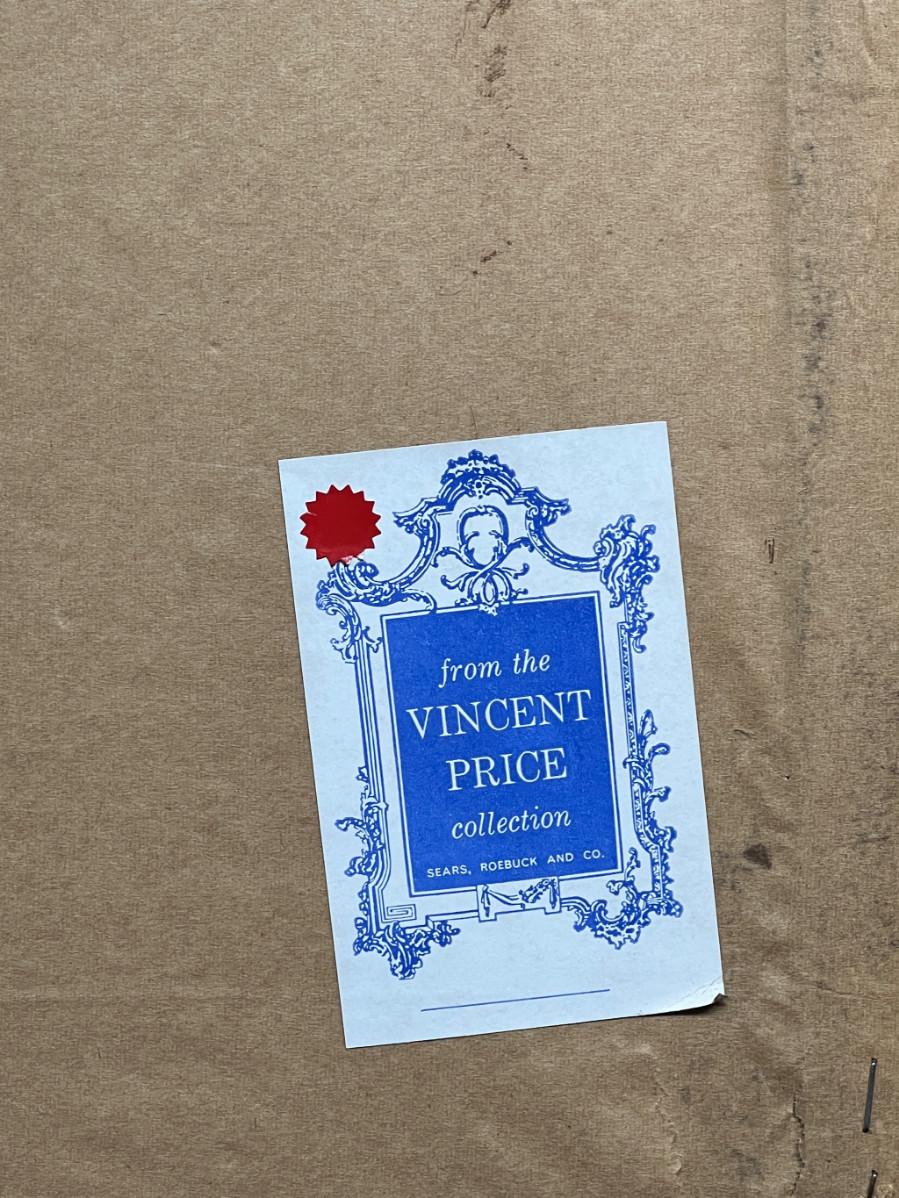 from the
VINCENT
PRICE
collection
SEARS, ROEBUCK AND CO.